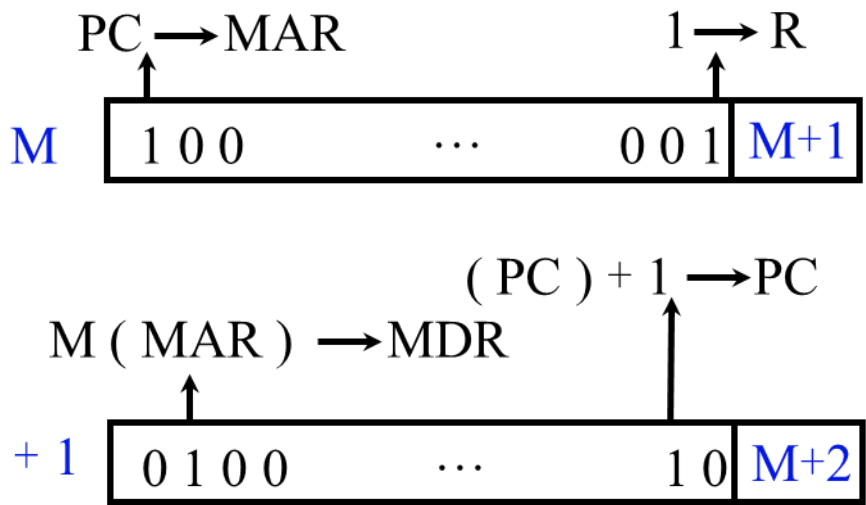 PC → MAR 1 → R
M 1 0 0 ⋯ 0 0 1 M+1
( PC ) + 1 → PC
M ( MAR ) → MDR
+ 1 0 1 0 0 ⋯ 1 0 M+2